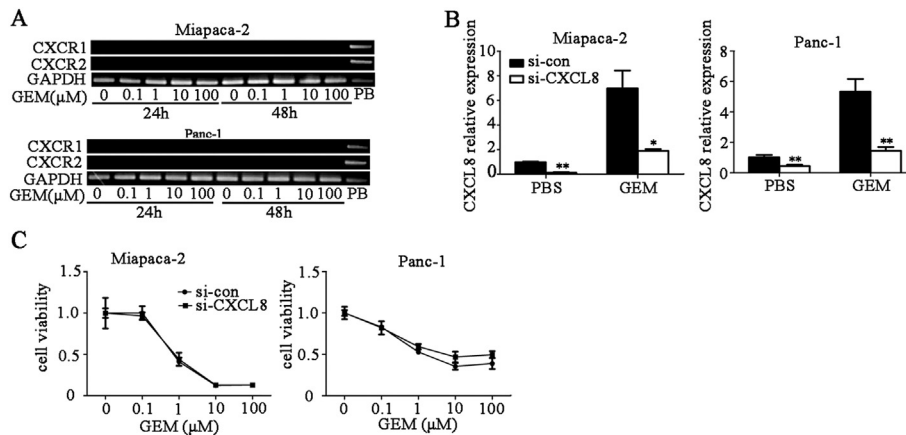 A
Miapaca-2
CXCR1
CXCR2
GAPDH
GEM(μM) 0 0.1 1 10 100 0 0.1 1 10 100 PB
24h 48h
Panc-1
CXCR1
CXCR2
GAPDH
GEM(μM) 0 0.1 1 10 100 0 0.1 1 10 100 PB
24h 48h
B
Miapaca-2
CXCL8 relative expression
10
8
6
4
2
0
si-con
si-CXCL8
** *
PBS GEM
Panc-1
CXCL8 relative expression
8
6
4
2
0
** **
PBS GEM
C
Miapaca-2
cell viability
1.5
1.0
0.5
0
si-con
si-CXCL8
0 0.1 1 10 100
GEM (μM)
Panc-1
cell viability
1.5
1.0
0.5
0
0 0.1 1 10 100
GEM (μM)